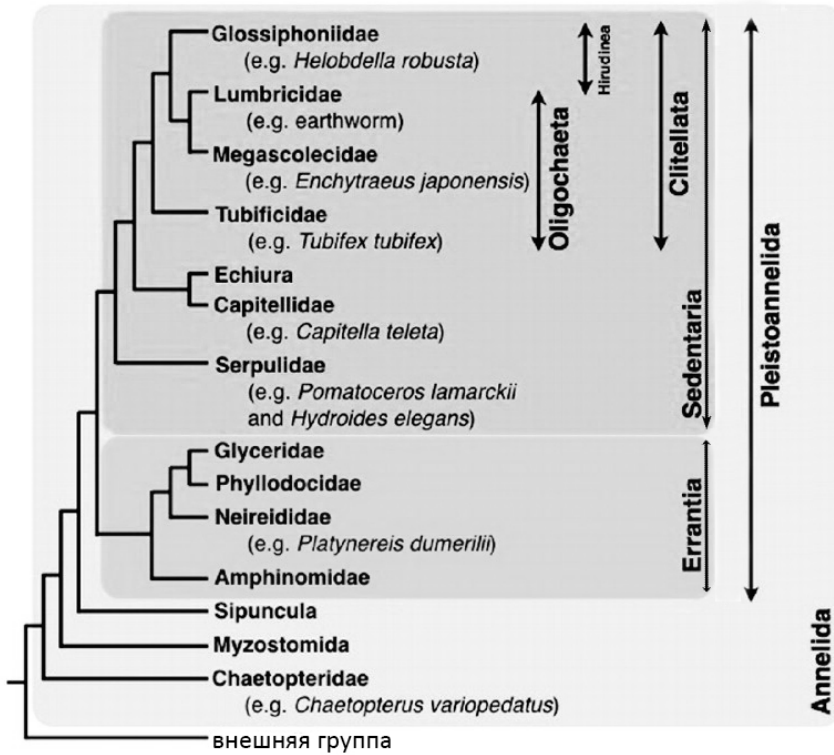 Glossiphoniidae
(e.g. Helobdella robusta)
Lumbricidae
(e.g. earthworm)
Megascolecidae
(e.g. Enchytraeus japonensis)
Tubificidae
(e.g. Tubifex tubifex)
Echiura
Capitellidae
(e.g. Capitella teleta)
Serpulidae
(e.g. Pomatoceros lamarckii
and Hydroides elegans)
Glyceridae
Phyllodocidae
Neireididae
(e.g. Platynereis dumerilii)
Amphinomidae
Sipuncula
Myzostomida
Chaetopteridae
(e.g. Chaetopterus variopedatus)
внешняя группа
Hirudinea
Oligochaeta
Clitellata
Sedentaria
Errantia
Pleistoannelida
Annelida